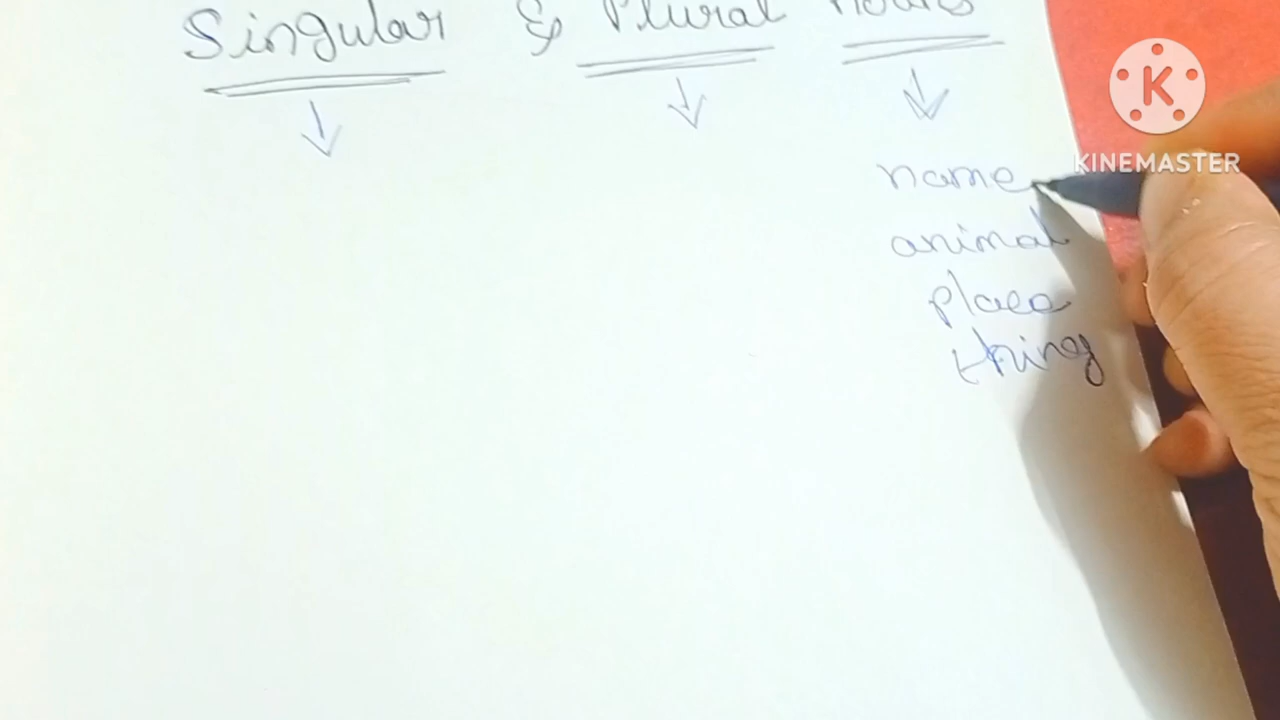 Singular & Plural Nouns
name
animal
place
thing
K
KINEMASTER